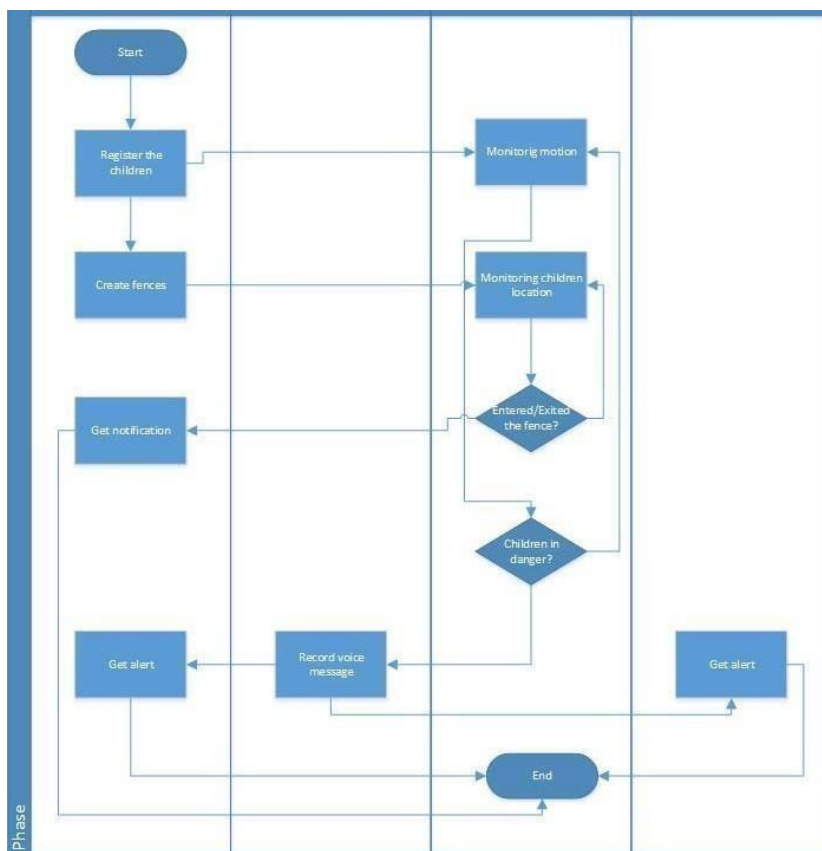 Start
Register the
children
Monitorig motion
Create fences
Monitoring children
location
Entered/Exited
the fence?
Get notification
Children in
danger?
Get alert
Record voice
message
Get alert
End
Phase